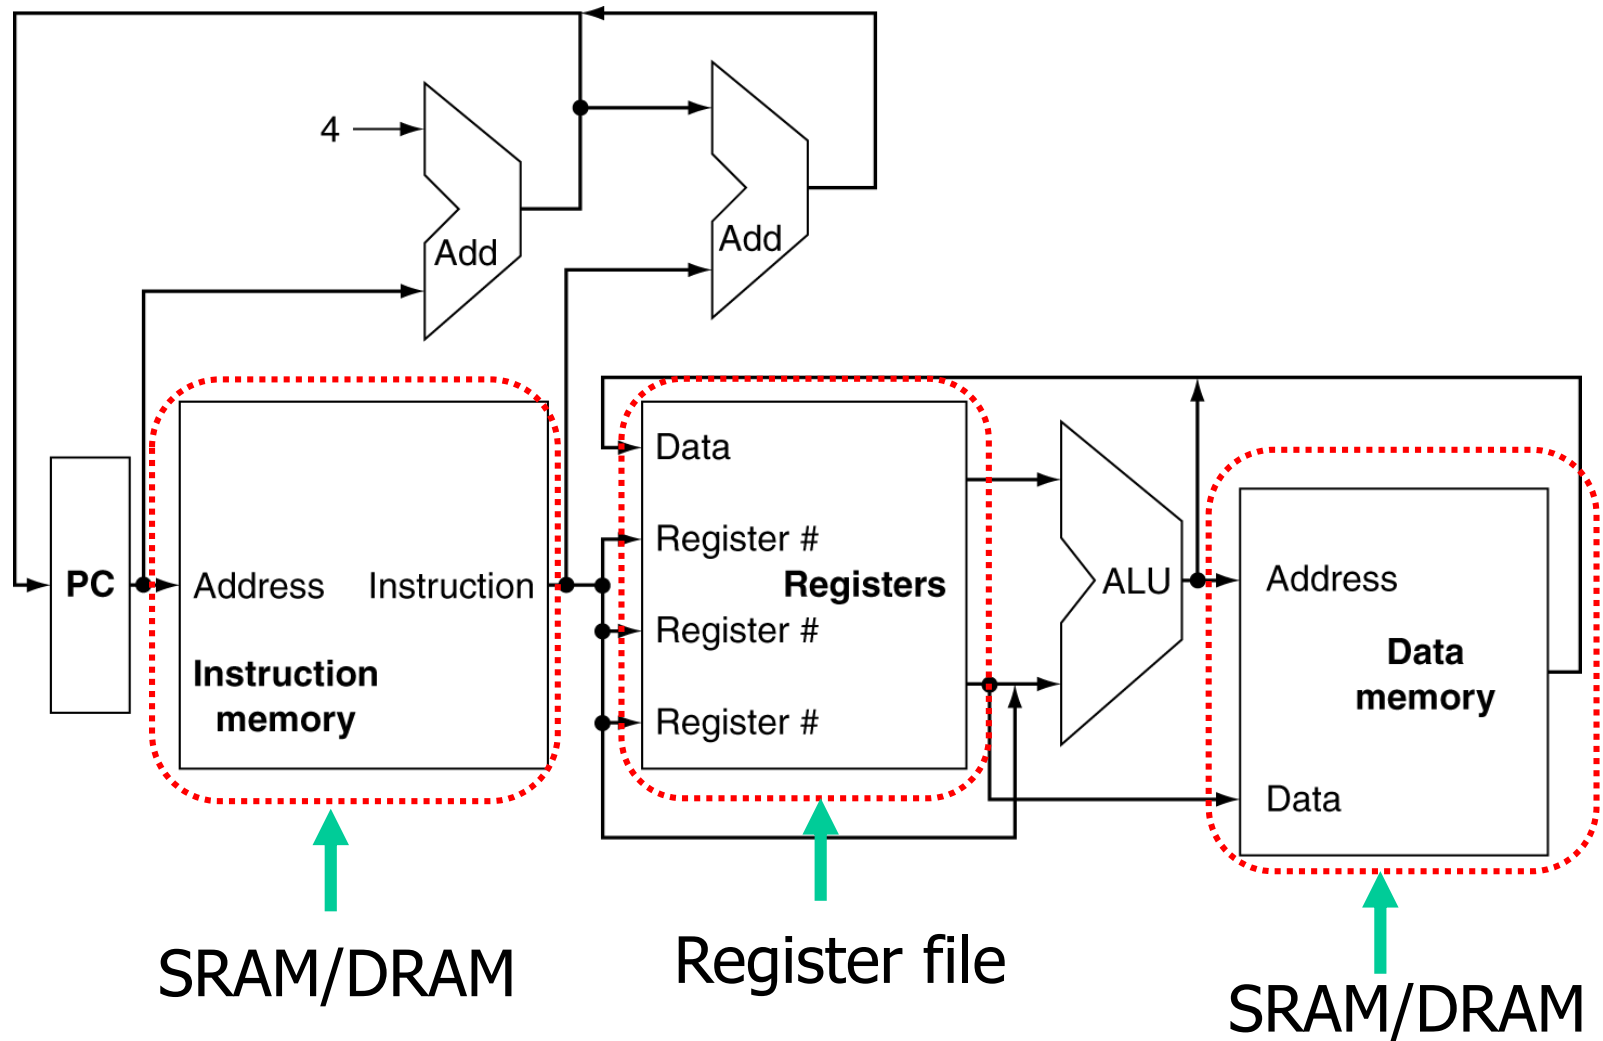 4
Add
Add
PC
Address
Instruction
Instruction
memory
Data
Register #
Registers
Register #
Register #
ALU
Address
Data
memory
Data
SRAM/DRAM
Register file
SRAM/DRAM